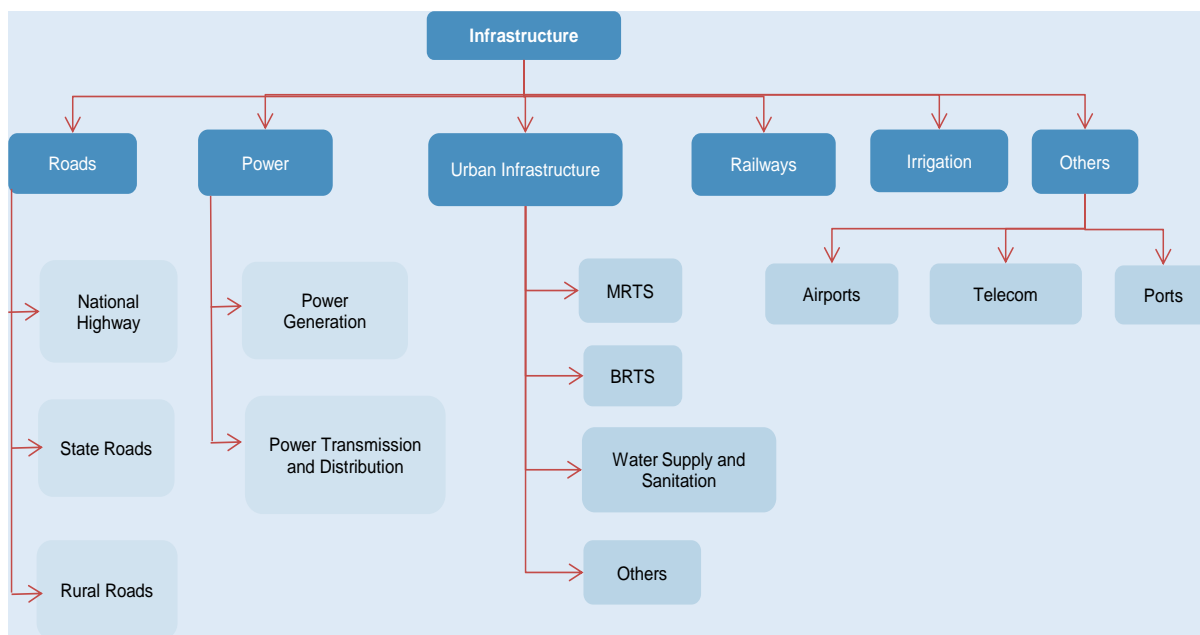 Infrastructure
Roads
Power
Urban Infrastructure
Railways
Irrigation
Others
National
Highway
State Roads
Rural Roads
Power
Generation
Power Transmission
and Distribution
MRTS
BRTS
Water Supply and
Sanitation
Others
Airports
Telecom
Ports